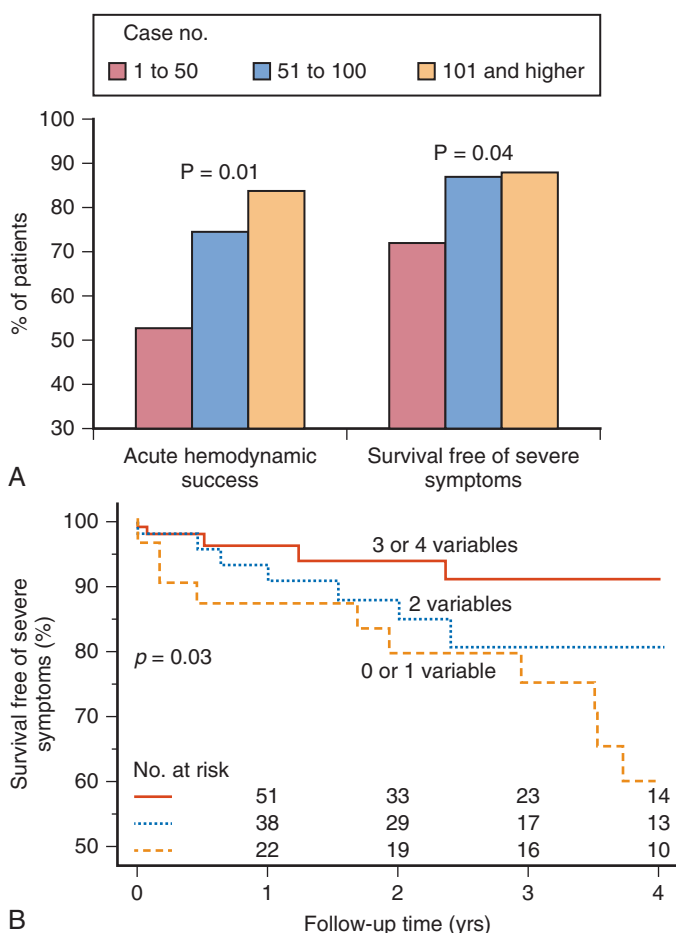 Case no.
1 to 50 51 to 100 101 and higher
100
90
80
70
60
50
40
30
% of patients
P = 0.01
P = 0.04
Acute hemodynamic
success
Survival free of severe
symptoms
A
100
90
80
70
60
50
Survival free of severe
symptoms (%)
3 or 4 variables
2 variables
0 or 1 variable
p = 0.03
No. at risk
51 33 23 14
38 29 17 13
22 19 16 10
0 1 2 3 4
Follow-up time (yrs)
B